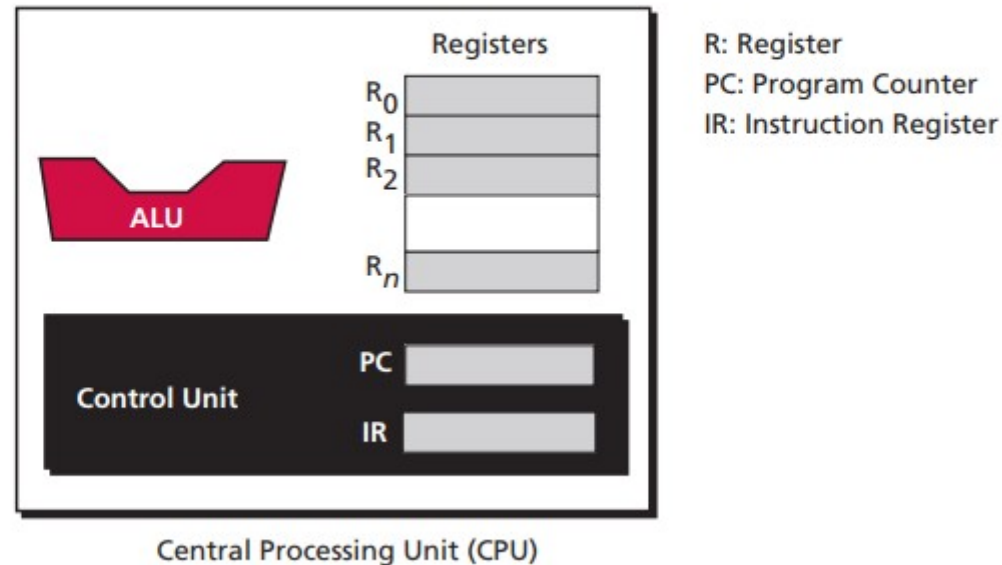 Registers
R0
R1
R2
Rn
ALU
Control Unit
PC
IR
Central Processing Unit (CPU)
R: Register
PC: Program Counter
IR: Instruction Register